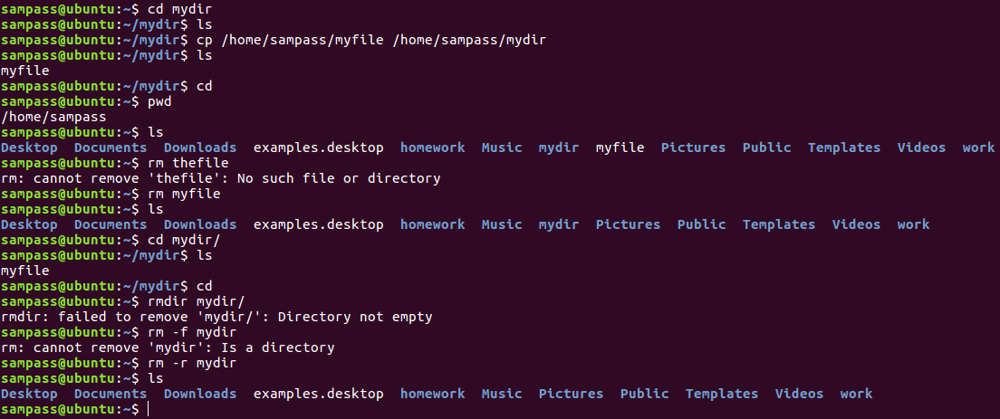 sampass@ubuntu:~$ cd mydir
sampass@ubuntu:~/mydir$ ls
sampass@ubuntu:~/mydir$ cp /home/sampass/myfile /home/sampass/mydir
sampass@ubuntu:~/mydir$ ls
myfile
sampass@ubuntu:~/mydir$ cd
sampass@ubuntu:~$ pwd
/home/sampass
sampass@ubuntu:~$ ls
Desktop  Documents  Downloads  examples.desktop  homework  Music  mydir  myfile  Pictures  Public  Templates  Videos  work
sampass@ubuntu:~$ rm thefile
rm: cannot remove 'thefile': No such file or directory
sampass@ubuntu:~$ rm myfile
sampass@ubuntu:~$ ls
Desktop  Documents  Downloads  examples.desktop  homework  Music  mydir  Pictures  Public  Templates  Videos  work
sampass@ubuntu:~$ cd mydir/
sampass@ubuntu:~/mydir$ ls
myfile
sampass@ubuntu:~/mydir$ cd
sampass@ubuntu:~$ rmdir mydir/
rmdir: failed to remove 'mydir/': Directory not empty
sampass@ubuntu:~$ rm -f mydir
rm: cannot remove 'mydir': Is a directory
sampass@ubuntu:~$ rm -r mydir
sampass@ubuntu:~$ ls
Desktop  Documents  Downloads  examples.desktop  homework  Music  Pictures  Public  Templates  Videos  work
sampass@ubuntu:~$